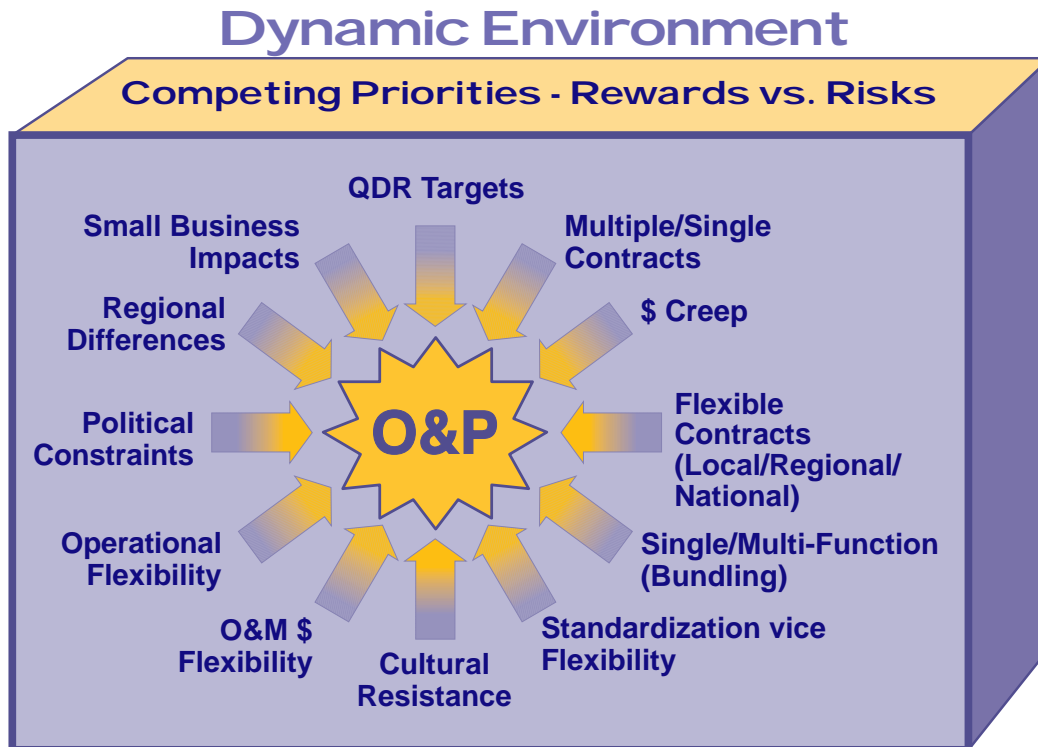 Dynamic Environment
Competing Priorities - Rewards vs. Risks
QDR Targets
Small Business
Impacts
Multiple/Single
Contracts
Regional
Differences
$ Creep
Political
Constraints
O&P
Flexible
Contracts
(Local/Regional/
National)
Operational
Flexibility
Single/Multi-Function
(Bundling)
O&M $
Flexibility
Cultural
Resistance
Standardization vice
Flexibility